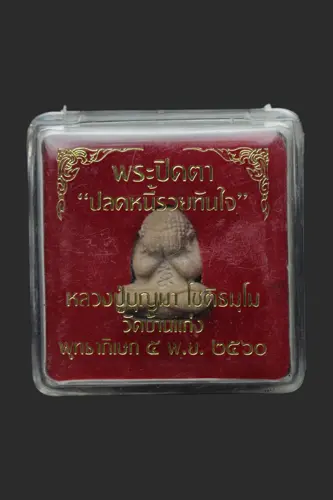 พระปิดตา
“ปลดหนี้รวยทันใจ”
หลวงปู่บุญมา โชติธมฺโม
วัดบ้านแก่ง
พุทธาภิเษก ๕ พ.ย. ๒๕๖๐